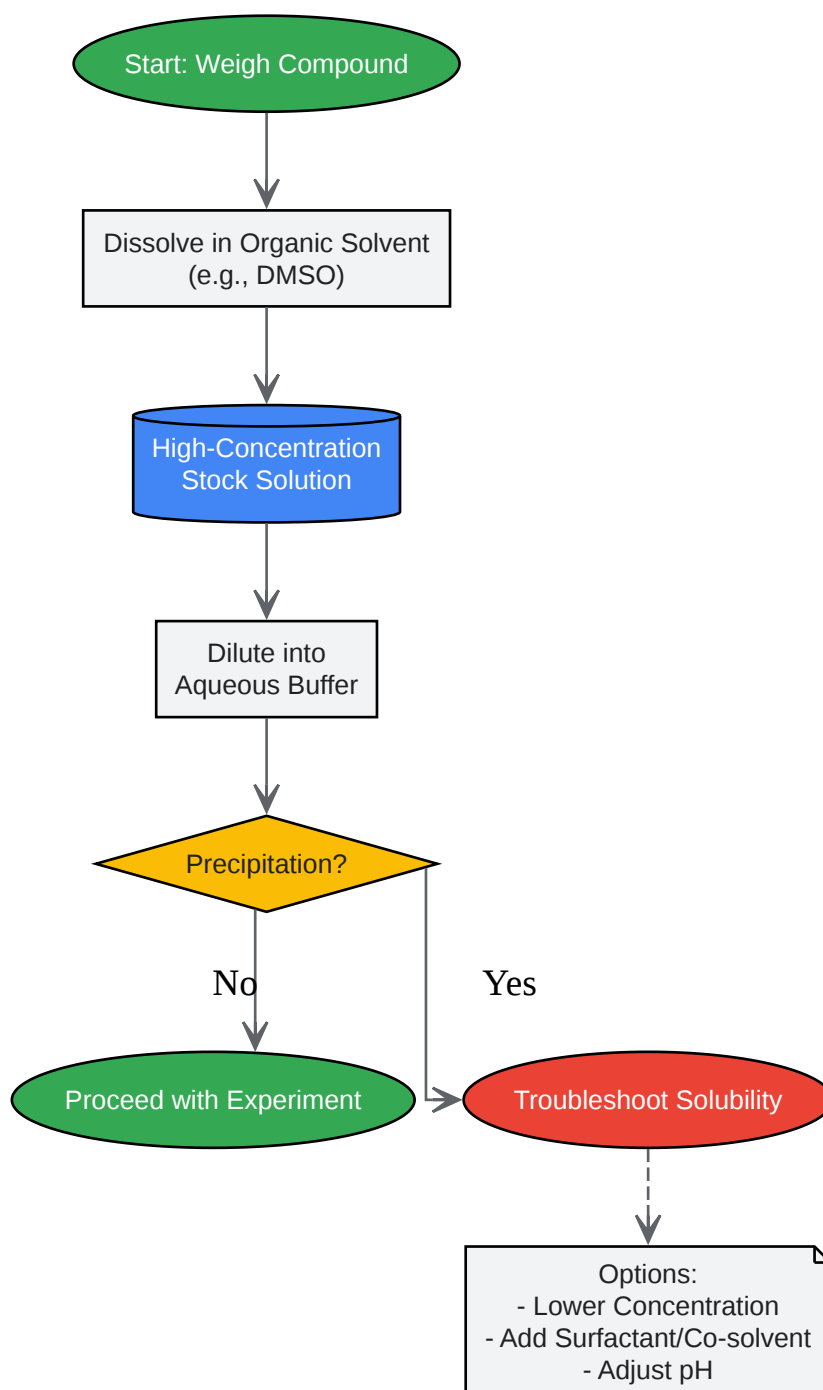 Start: Weigh Compound
Dissolve in Organic Solvent
(e.g., DMSO)
High-Concentration
Stock Solution
Dilute into
Aqueous Buffer
Precipitation?
No
Yes
Proceed with Experiment
Troubleshoot Solubility
Options:
- Lower Concentration
- Add Surfactant/Co-solvent
- Adjust pH